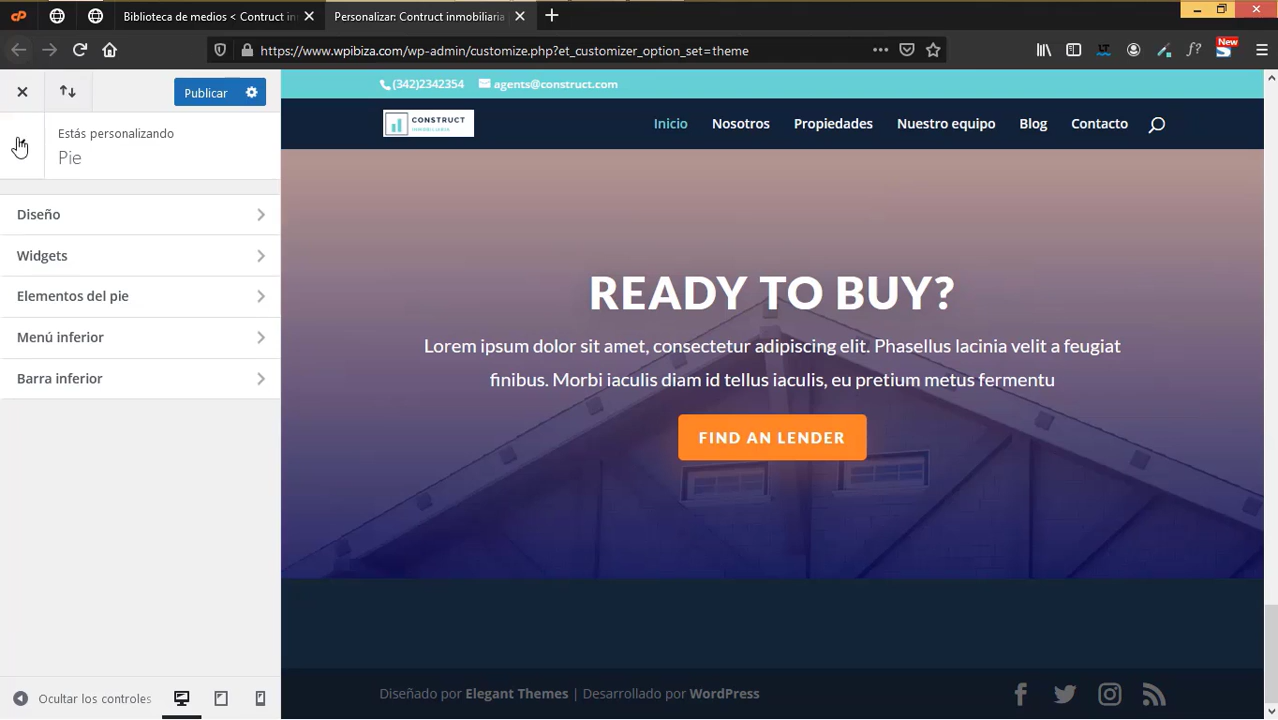 Biblioteca de medios < Contruct in
Personalizar: Contruct inmobiliaria
https://www.wpibiza.com/wp-admin/customize.php?et_customizer_option_set=theme
New
Publicar
Estás personalizando
Pie
Diseño
Widgets
Elementos del pie
Menú inferior
Barra inferior
Ocultar los controles
(342)2342354
agents@construct.com
CONSTRUCT
Inicio
Nosotros
Propiedades
Nuestro equipo
Blog
Contacto
READY TO BUY?
Lorem ipsum dolor sit amet, consectetur adipiscing elit. Phasellus lacinia velit a feugiat
finibus. Morbi iaculis diam id tellus iaculis, eu pretium metus fermentu
FIND AN LENDER
Diseñado por Elegant Themes | Desarrollado por WordPress